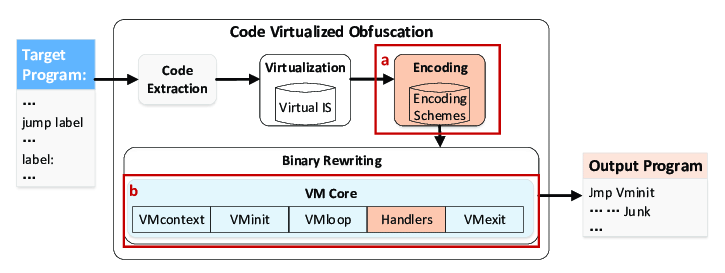 Code Virtualized Obfuscation
Target
Program:
...
jump label
...
label:
...
Code
Extraction
Virtualization
Virtual IS
a
Encoding
Encoding
Schemes
Binary Rewriting
b
VM Core
VMcontext VMinit VMloop Handlers VMexit
Output Program
Jmp Vminit
... ... Junk
...